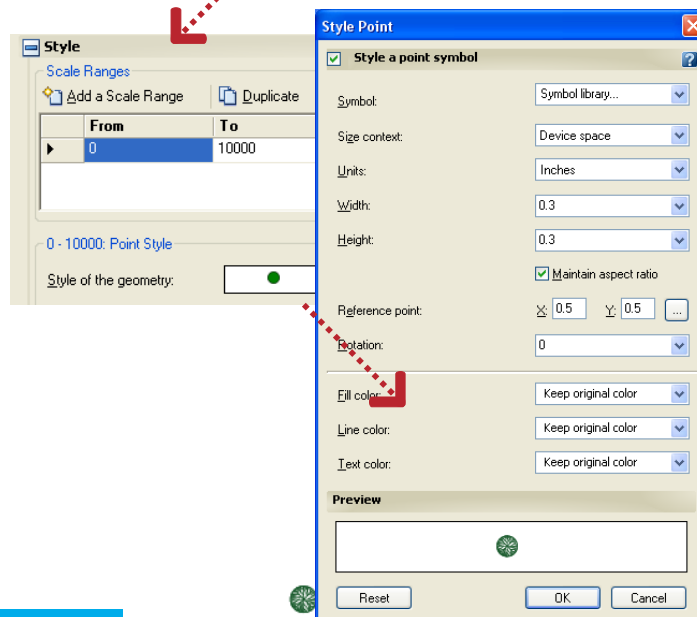 Style
Scale Ranges
Add a Scale Range Duplicate
From To
0 10000
0 - 10000: Point Style
Style of the geometry:
Style Point
Style a point symbol
?
Symbol: Symbol library...
Size context: Device space
Units: Inches
Width: 0.3
Height: 0.3
Maintain aspect ratio
Reference point: X: 0.5 Y: 0.5 ...
Rotation: 0
Fill color: Keep original color
Line color: Keep original color
Text color: Keep original color
Preview
Reset OK Cancel